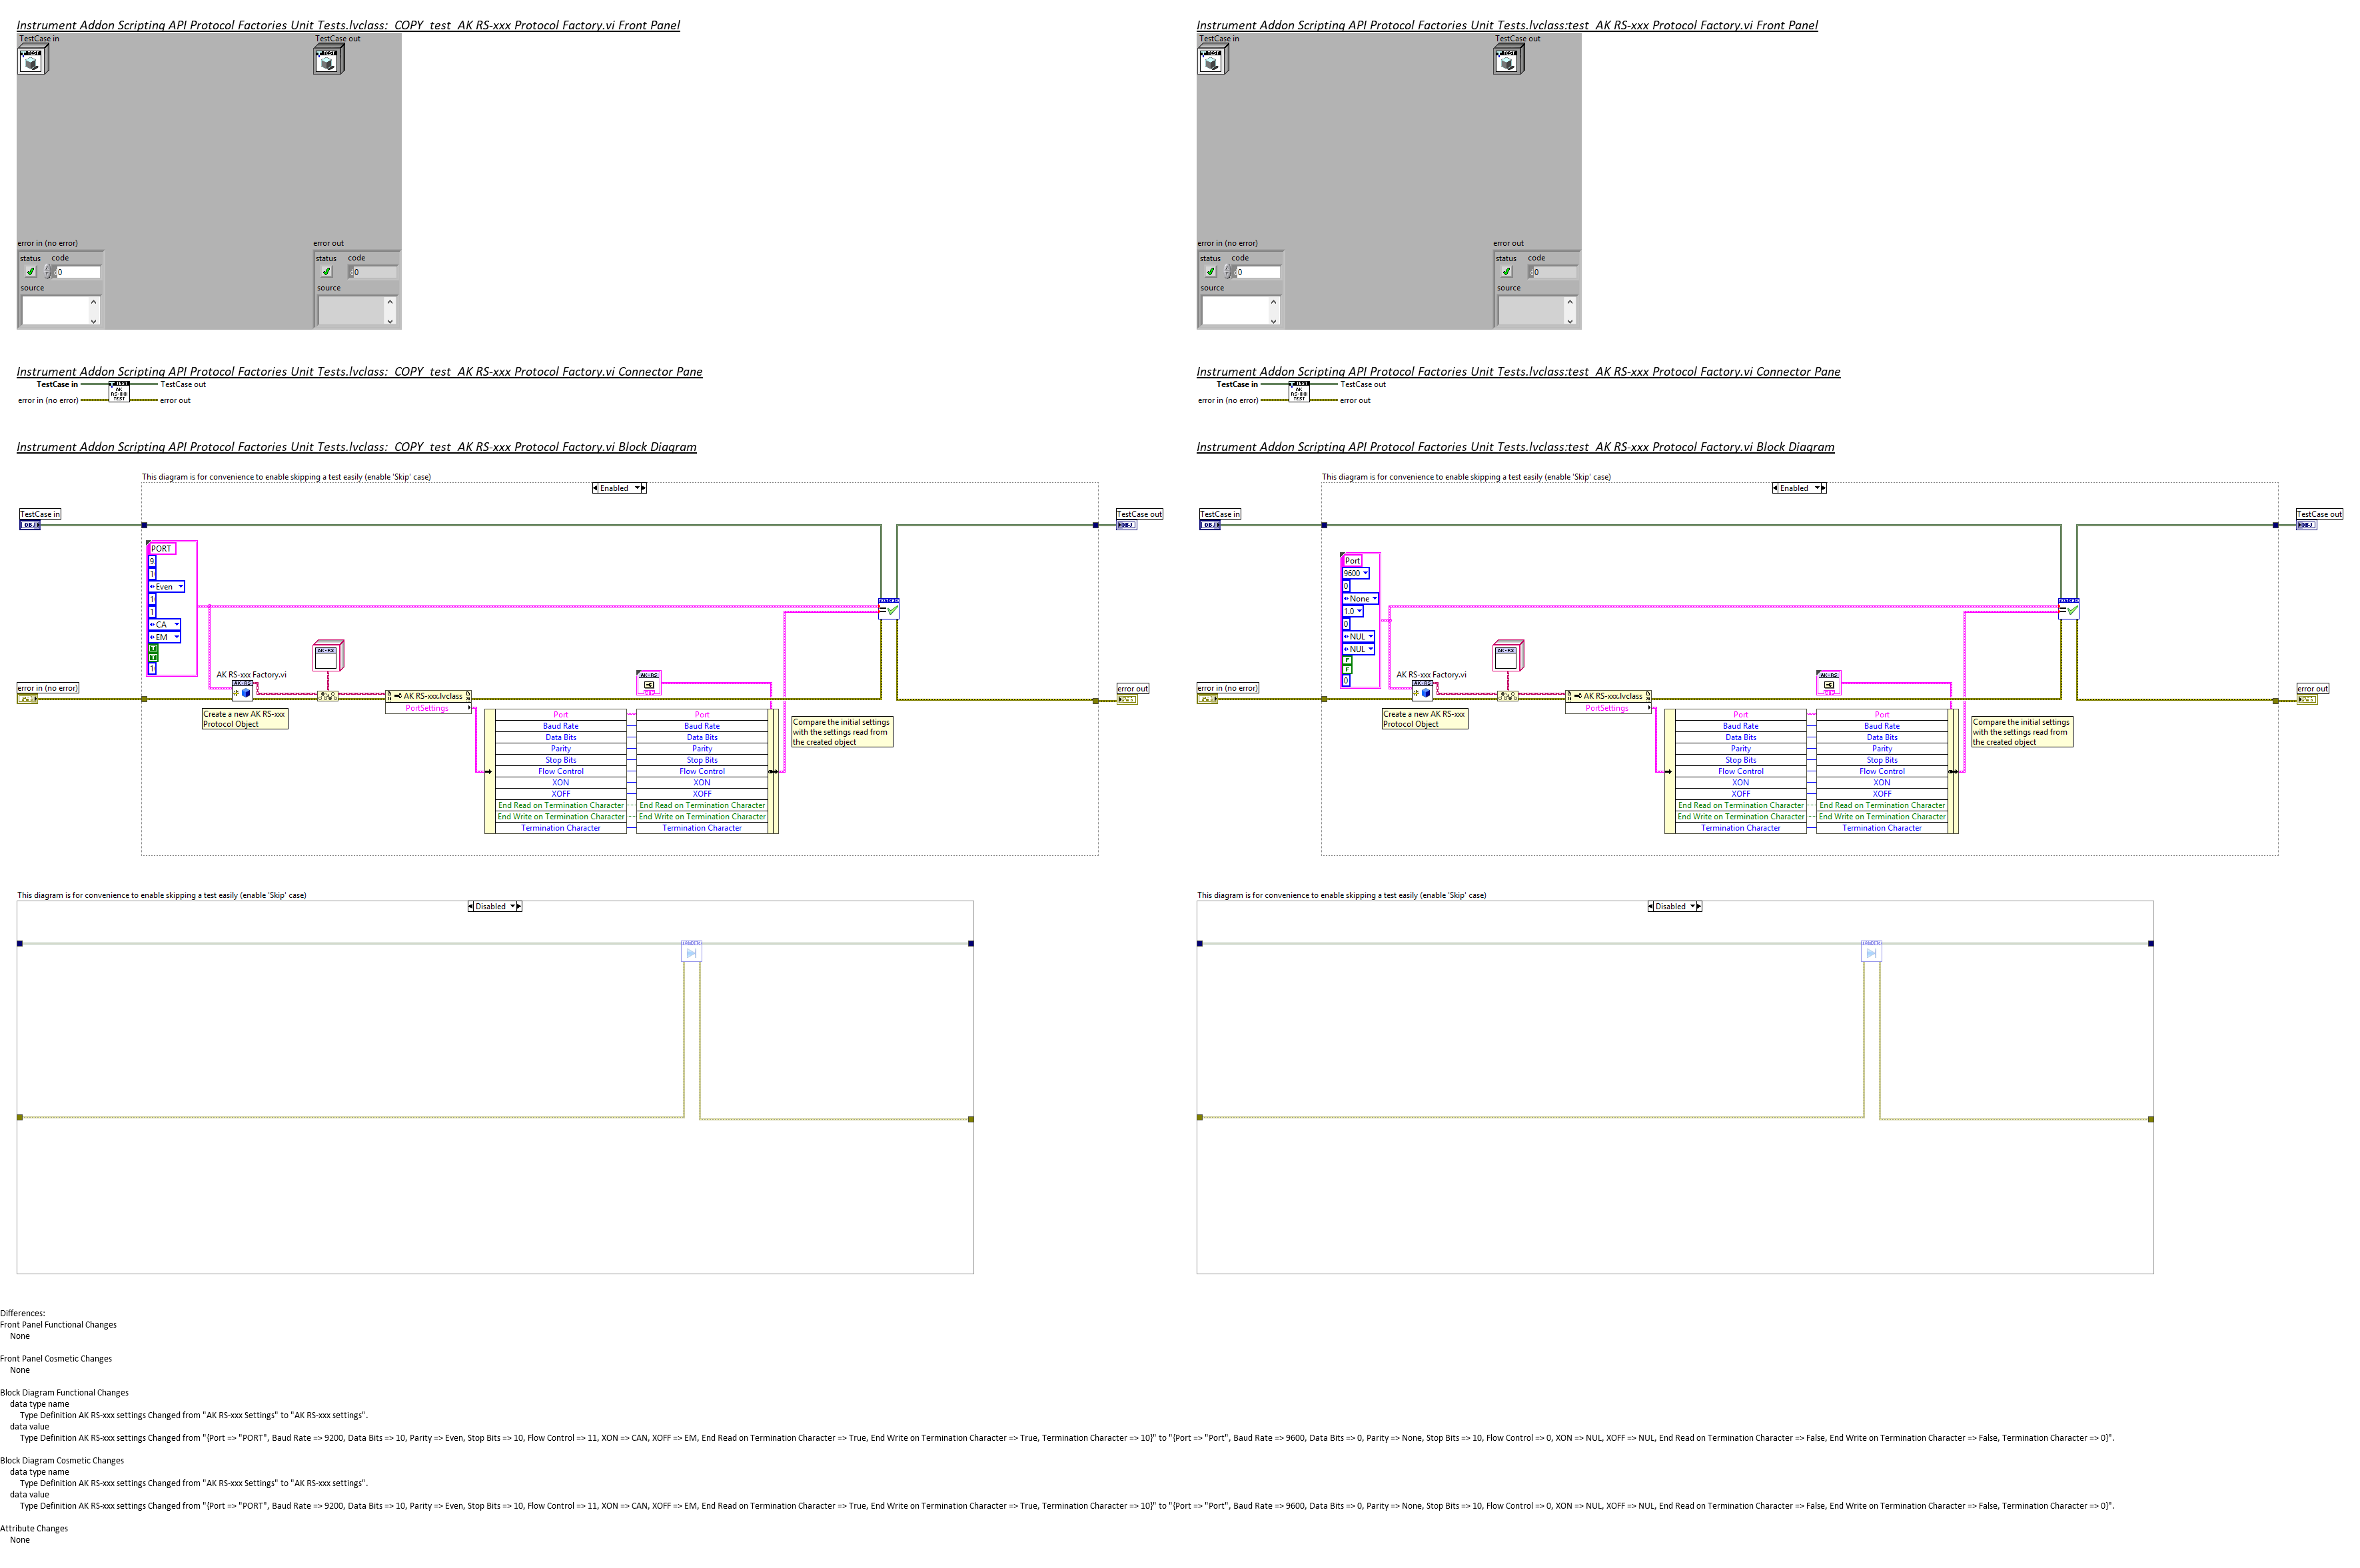 Instrument Addon Scripting API Protocol Factories Unit Tests.lvclass:_COPY_test_AK RS-xxx Protocol Factory.vi Front Panel
TestCase in
TestCase out
TEST
TEST
error in (no error)
error out
status code
0
source
status code
0
source
Instrument Addon Scripting API Protocol Factories Unit Tests.lvclass:_COPY_test_AK RS-xxx Protocol Factory.vi Connector Pane
TestCase in
TestCase out
error in (no error)
error out
TEST
AK
RS-XXX
TEST
Instrument Addon Scripting API Protocol Factories Unit Tests.lvclass:_COPY_test_AK RS-xxx Protocol Factory.vi Block Diagram
This diagram is for convenience to enable skipping a test easily (enable 'Skip' case)
Enabled
TestCase in
OBJ
TestCase out
OBJ
PORT
9
1
Even
1
1
CA
EM
T
T
1
AK RS-xxx Factory.vi
AK-RS
AK-RS
Create a new AK RS-xxx
Protocol Object
AK RS-xxx.lvclass
PortSettings
AK-RS
error in (no error)
error out
Port Port
Baud Rate Baud Rate
Data Bits Data Bits
Parity Parity
Stop Bits Stop Bits
Flow Control Flow Control
XON XON
XOFF XOFF
End Read on Termination Character End Read on Termination Character
End Write on Termination Character End Write on Termination Character
Termination Character Termination Character
Compare the initial settings
with the settings read from
the created object
This diagram is for convenience to enable skipping a test easily (enable 'Skip' case)
Disabled
Instrument Addon Scripting API Protocol Factories Unit Tests.lvclass:test_AK RS-xxx Protocol Factory.vi Front Panel
TestCase in
TestCase out
TEST
TEST
error in (no error)
error out
status code
0
source
status code
0
source
Instrument Addon Scripting API Protocol Factories Unit Tests.lvclass:test_AK RS-xxx Protocol Factory.vi Connector Pane
TestCase in
TestCase out
error in (no error)
error out
TEST
AK
RS-XXX
TEST
Instrument Addon Scripting API Protocol Factories Unit Tests.lvclass:test_AK RS-xxx Protocol Factory.vi Block Diagram
This diagram is for convenience to enable skipping a test easily (enable 'Skip' case)
Enabled
TestCase in
OBJ
TestCase out
OBJ
Port
9600
0
None
1.0
0
NUL
NUL
F
F
0
AK RS-xxx Factory.vi
AK-RS
AK-RS
Create a new AK RS-xxx
Protocol Object
AK RS-xxx.lvclass
PortSettings
AK-RS
error in (no error)
error out
Port Port
Baud Rate Baud Rate
Data Bits Data Bits
Parity Parity
Stop Bits Stop Bits
Flow Control Flow Control
XON XON
XOFF XOFF
End Read on Termination Character End Read on Termination Character
End Write on Termination Character End Write on Termination Character
Termination Character Termination Character
Compare the initial settings
with the settings read from
the created object
This diagram is for convenience to enable skipping a test easily (enable 'Skip' case)
Disabled
Differences:
Front Panel Functional Changes
None
Front Panel Cosmetic Changes
None
Block Diagram Functional Changes
data type name
Type Definition AK RS-xxx settings Changed from "AK RS-xxx Settings" to "AK RS-xxx settings".
data value
Type Definition AK RS-xxx settings Changed from "{Port => "PORT", Baud Rate => 9200, Data Bits => 10, Parity => Even, Stop Bits => 10, Flow Control => 11, XON => CAN, XOFF => EM, End Read on Termination Character => True, End Write on Termination Character => True, Termination Character => 10}" to "{Port => "Port", Baud Rate => 9600, Data Bits => 0, Parity => None, Stop Bits => 10, Flow Control => 0, XON => NUL, XOFF => NUL, End Read on Termination Character => False, End Write on Termination Character => False, Termination Character => 0}".
Block Diagram Cosmetic Changes
data type name
Type Definition AK RS-xxx settings Changed from "AK RS-xxx Settings" to "AK RS-xxx settings".
data value
Type Definition AK RS-xxx settings Changed from "{Port => "PORT", Baud Rate => 9200, Data Bits => 10, Parity => Even, Stop Bits => 10, Flow Control => 11, XON => CAN, XOFF => EM, End Read on Termination Character => True, End Write on Termination Character => True, Termination Character => 10}" to "{Port => "Port", Baud Rate => 9600, Data Bits => 0, Parity => None, Stop Bits => 10, Flow Control => 0, XON => NUL, XOFF => NUL, End Read on Termination Character => False, End Write on Termination Character => False, Termination Character => 0}".
Attribute Changes
None